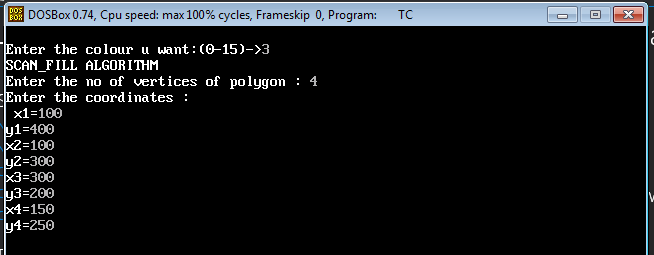 DOS BOX DOSBox 0.74, Cpu speed: max 100% cycles, Frameskip 0, Program: TC
Enter the colour u want:(0-15)->3
SCAN_FILL ALGORITHM
Enter the no of vertices of polygon : 4
Enter the coordinates :
x1=100
y1=400
x2=100
y2=300
x3=300
y3=200
x4=150
y4=250